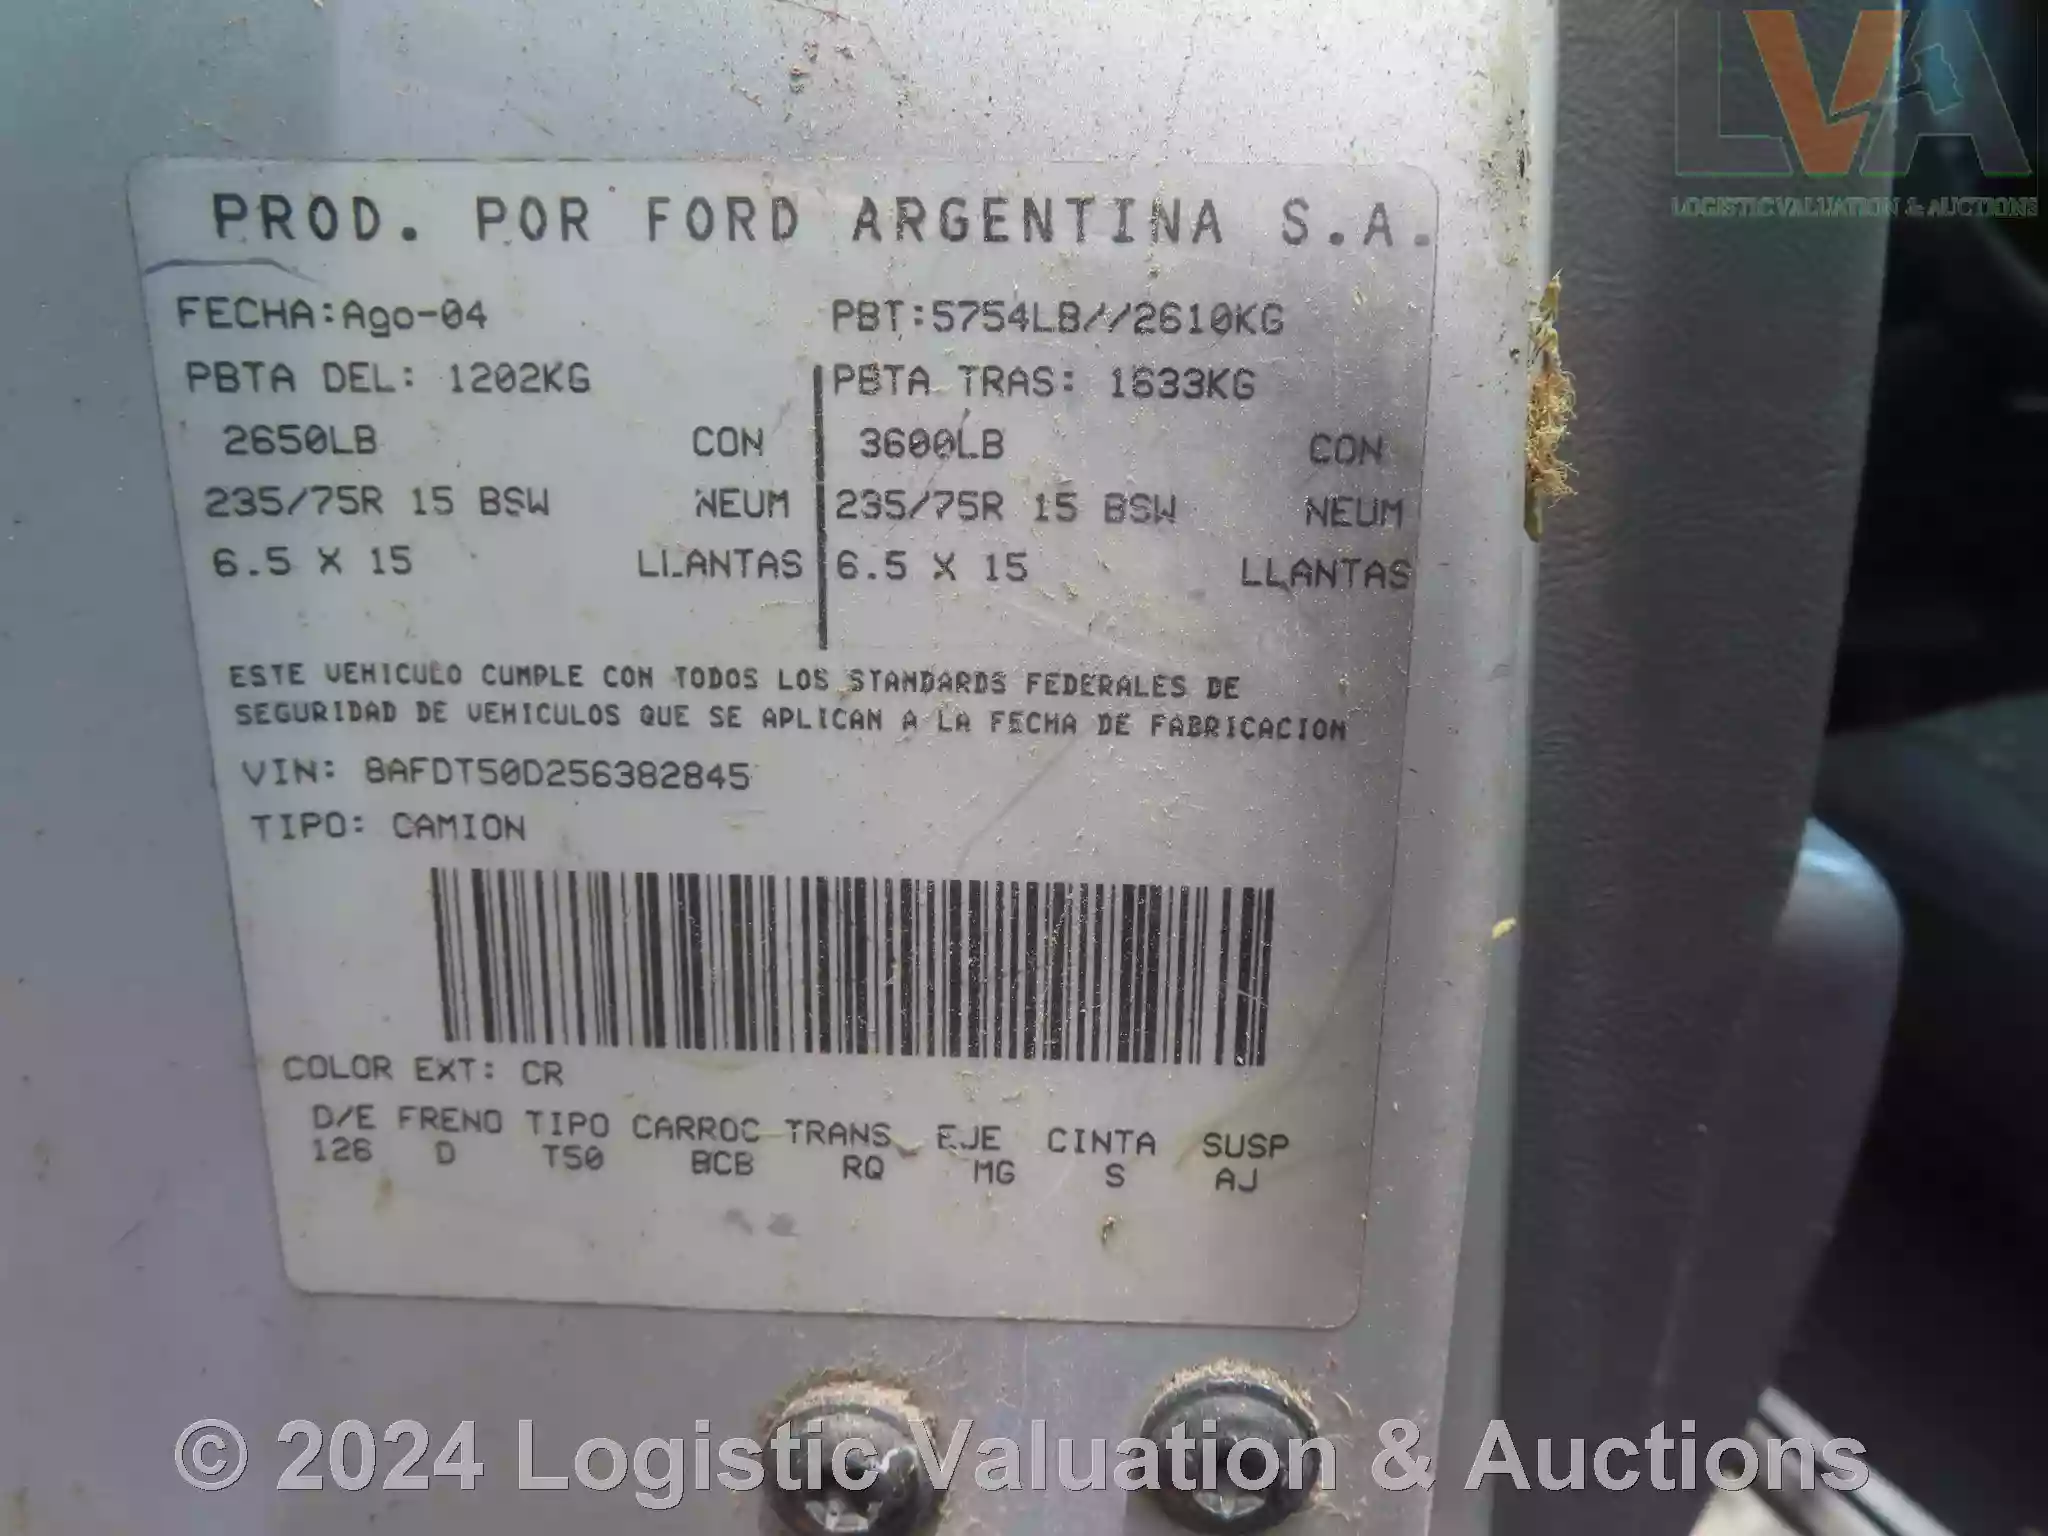 LVA
LOGISTIC VALUATION & AUCTIONS
PROD. POR FORD ARGENTINA S.A.
FECHA:Ago-04 PBT:5754LB//2610KG
PBTA DEL: 1202KG PBTA TRAS: 1633KG
2650LB CON 3600LB CON
235/75R 15 BSW NEUM 235/75R 15 BSW NEUM
6.5 X 15 LLANTAS 6.5 X 15 LLANTAS
ESTE VEHICULO CUMPLE CON TODOS LOS STANDARDS FEDERALES DE
SEGURIDAD DE VEHICULOS QUE SE APLICAN A LA FECHA DE FABRICACION
VIN: 8AFDT50D256382845
TIPO: CAMION
COLOR EXT: CR
D/E FRENO TIPO CARROC TRANS EJE CINTA SUSP
126 D T50 BCB RQ MG S AJ
© 2024 Logistic Valuation & Auctions